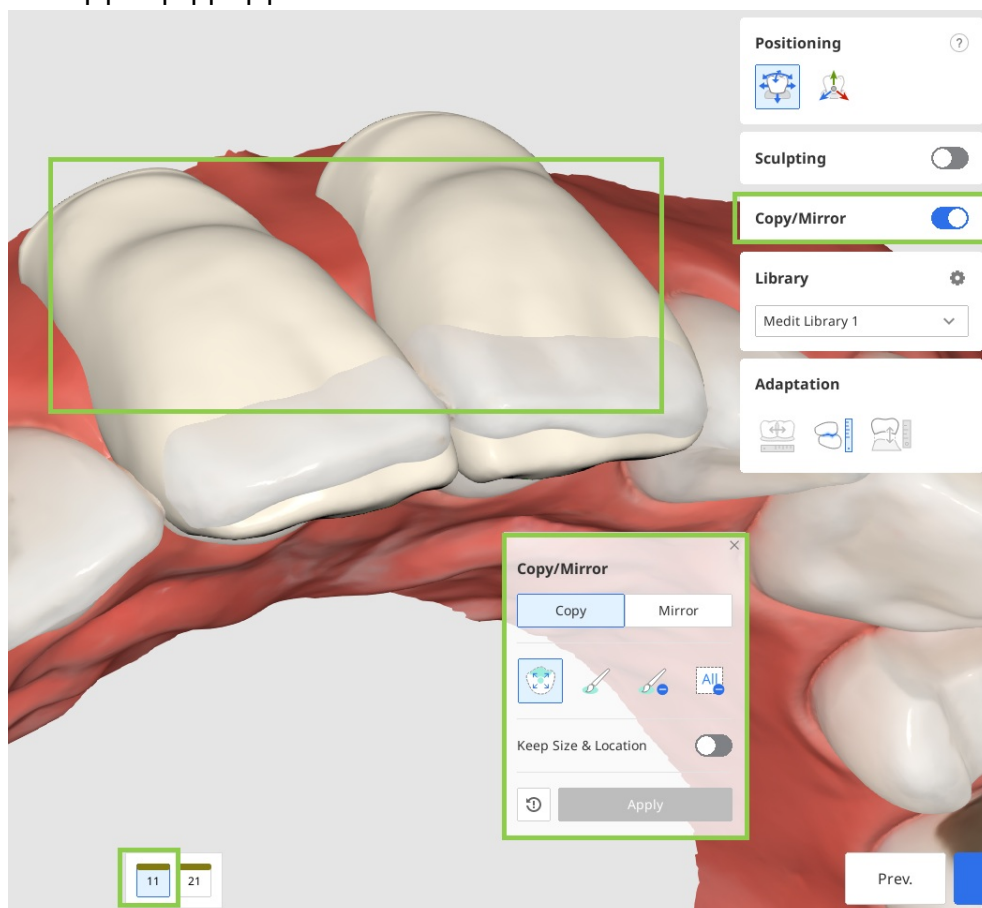 Positioning
?
Sculpting
Copy/Mirror
Library
Medit Library 1
Adaptation
Copy/Mirror
Copy Mirror
All
Keep Size & Location
Apply
11 21
Prev.